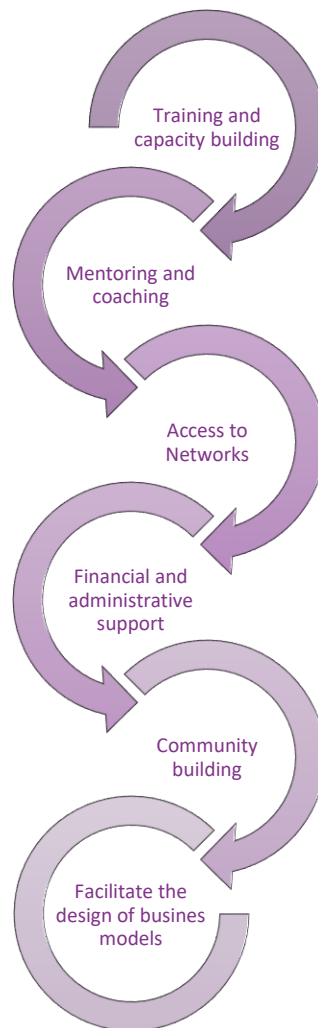 Training and
capacity building
Mentoring and
coaching
Access to
Networks
Financial and
administrative
support
Community
building
Facilitate the
design of busines
models